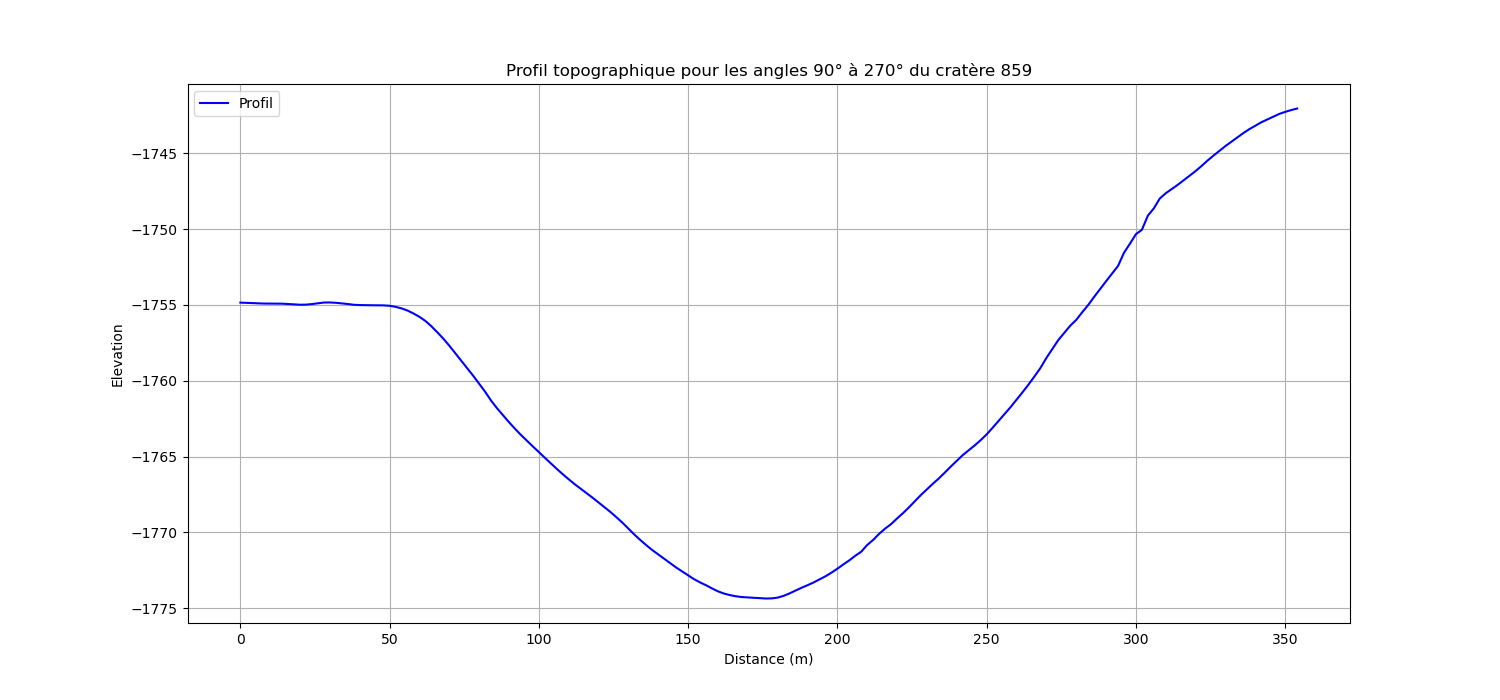 Profil topographique pour les angles 90° à 270° du cratère 859
Profil
−1745
−1750
−1755
−1760
−1765
−1770
−1775
Elevation
0 50 100 150 200 250 300 350
Distance (m)